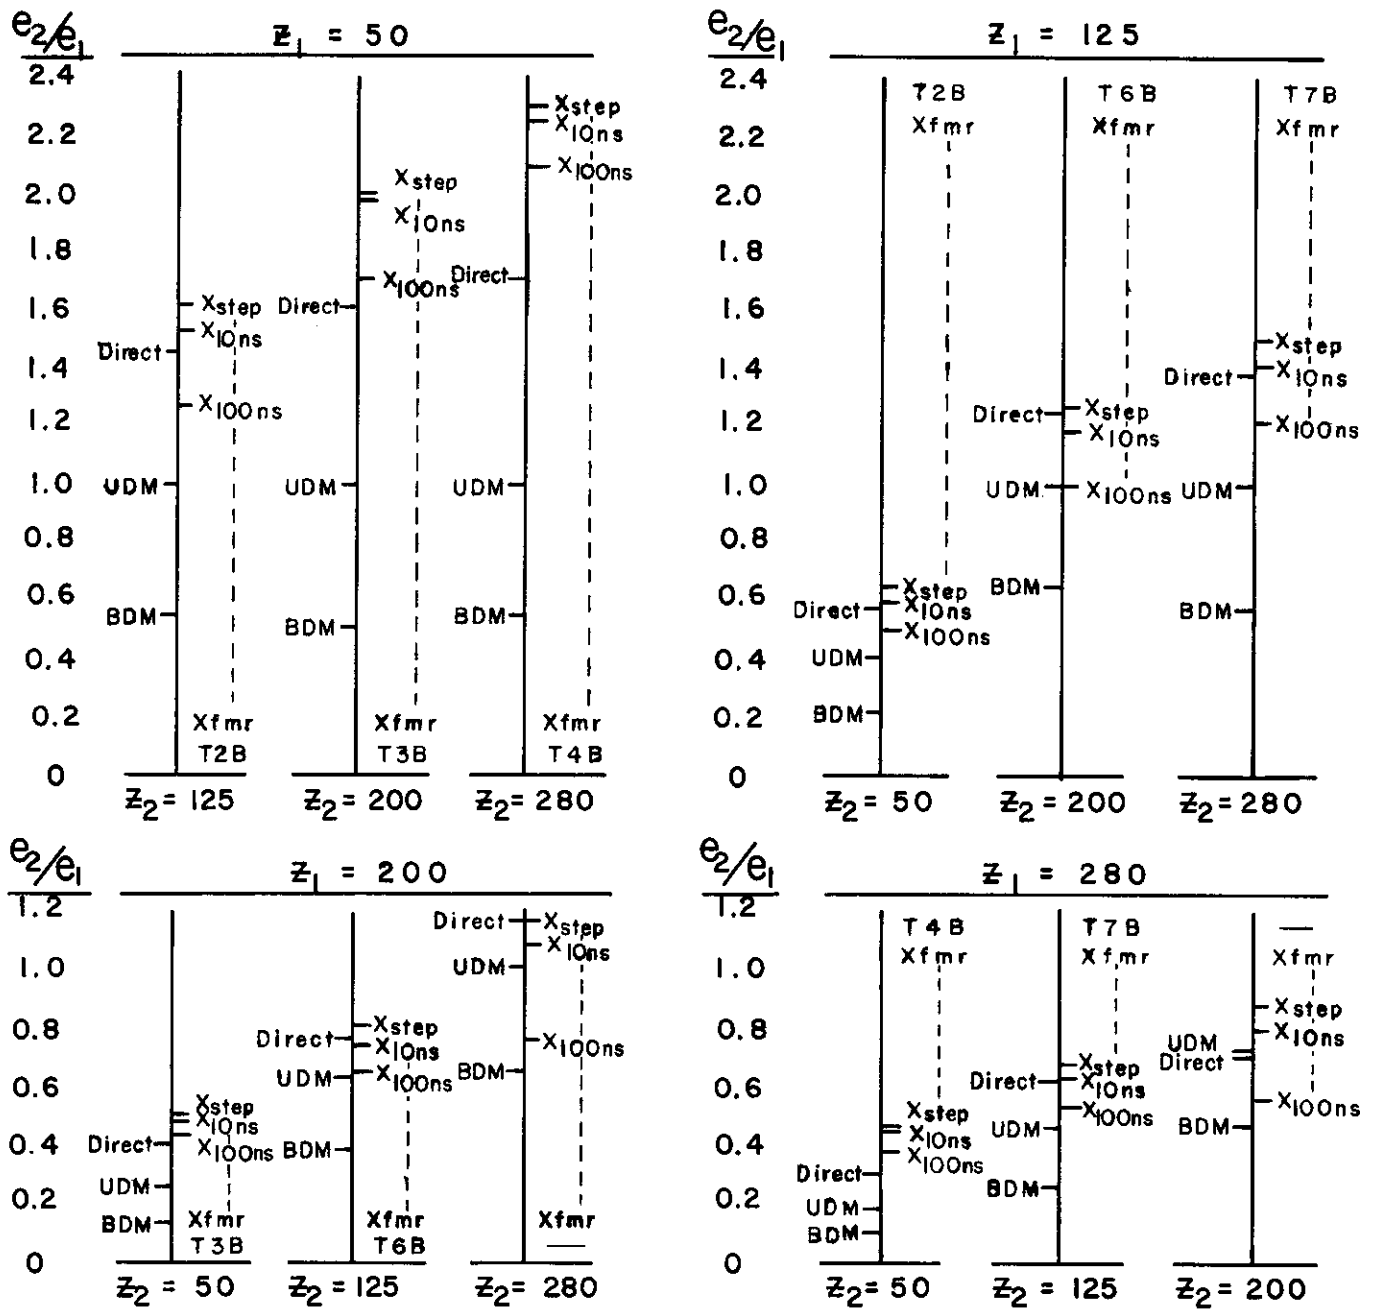 e2/e1
Z1 = 50
2.4
2.2
2.0
1.8
1.6
1.4
1.2
1.0
0.8
0.6
0.4
0.2
0
Xstep
X10ns
Direct
X100ns
UDM
BDM
Xfmr
T2B
Z2 = 125
Xstep
X10ns
X100ns
Direct
UDM
BDM
Xfmr
T3B
Z2 = 200
Xstep
X10ns
X100ns
Direct
UDM
BDM
Xfmr
T4B
Z2 = 280
e2/e1
Z1 = 125
2.4
2.2
2.0
1.8
1.6
1.4
1.2
1.0
0.8
0.6
0.4
0.2
0
T2B
Xfmr
Xstep
X10ns
Direct
X100ns
UDM
BDM
Z2 = 50
T6B
Xfmr
Xstep
Direct
X10ns
UDM
X100ns
BDM
Z2 = 200
T7B
Xfmr
Xstep
X10ns
Direct
X100ns
UDM
BDM
Z2 = 280
e2/e1
Z1 = 200
1.2
1.0
0.8
0.6
0.4
0.2
0
Xstep
X10ns
Direct
X100ns
UDM
BDM
Xfmr
T3B
Z2 = 50
Xstep
Direct
X10ns
UDM
X100ns
BDM
Xfmr
T6B
Z2 = 125
Direct
Xstep
X10ns
UDM
X100ns
BDM
Xfmr
Z2 = 280
e2/e1
Z1 = 280
1.2
1.0
0.8
0.6
0.4
0.2
0
T4B
Xfmr
Xstep
X10ns
X100ns
Direct
UDM
BDM
Z2 = 50
T7B
Xfmr
Xstep
Direct
X10ns
X100ns
UDM
BDM
Z2 = 125
Xfmr
Xstep
X10ns
UDM
Direct
X100ns
BDM
Z2 = 200